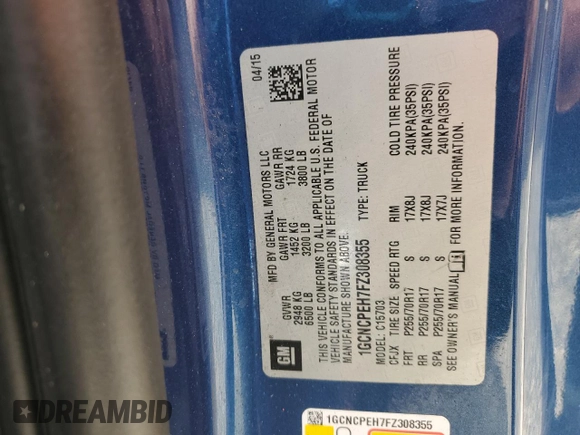 04/15
MFD BY GENERAL MOTORS LLC
GVWR GAWR FRT GAWR RR
2948 KG 1452 KG 1724 KG
6500 LB 3200 LB 3800 LB
THIS VEHICLE CONFORMS TO ALL APPLICABLE U.S. FEDERAL MOTOR
VEHICLE SAFETY STANDARDS IN EFFECT ON THE DATE OF
MANUFACTURE SHOWN ABOVE.
1GCNCPEH7FZ308355 TYPE: TRUCK
MODEL: C15703
CFJX TIRE SIZE SPEED RTG RIM COLD TIRE PRESSURE
FRT P255/70R17 S 17X8J 240KPA(35PSI)
RR P255/70R17 S 17X8J 240KPA(35PSI)
SPA P255/70R17 S 17X7J 240KPA(35PSI)
SEE OWNER'S MANUAL FOR MORE INFORMATION.
GM
1GCNCPEH7FZ308355
DREAMBID